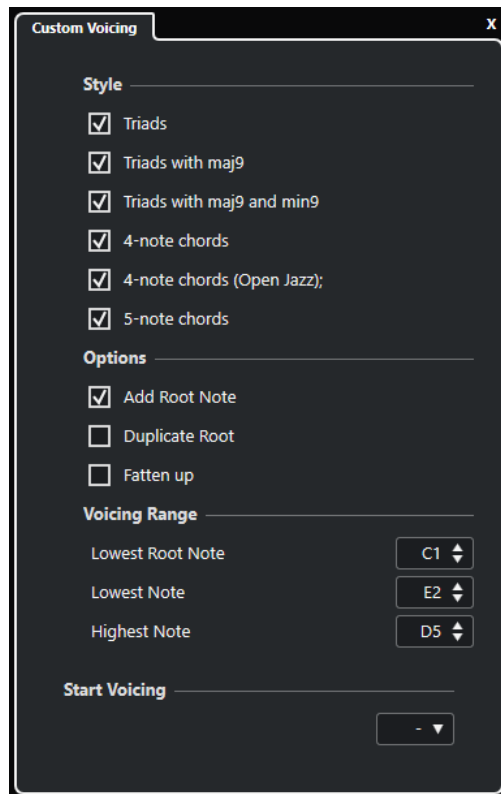 Custom Voicing X
Style
Triads
Triads with maj9
Triads with maj9 and min9
4-note chords
4-note chords (Open Jazz);
5-note chords
Options
Add Root Note
Duplicate Root
Fatten up
Voicing Range
Lowest Root Note C1
Lowest Note E2
Highest Note D5
Start Voicing
-